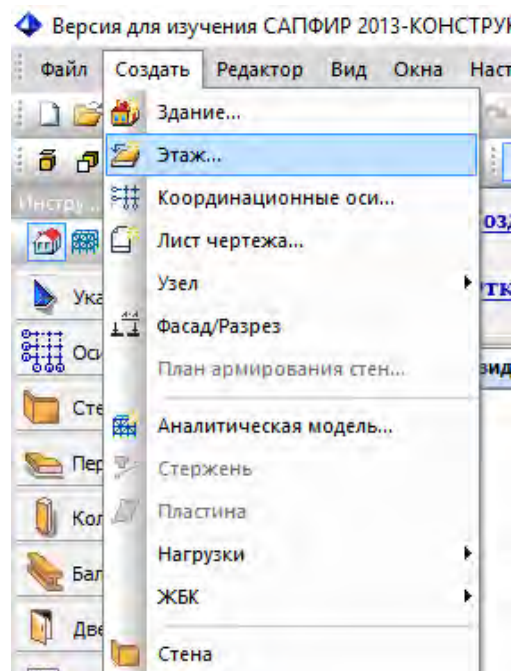 Версия для изучения САПФИР 2013-КОНСТРУК
Файл Создать Редактор Вид Окна Наст
Здание...
Этаж...
Инстру...
Координационные оси...
Лист чертежа...
Ука
Узел
Фасад/Разрез
Оси
План армирования стен...
вид
Сте
Аналитическая модель...
Пер
Стержень
Кол
Пластина
Нагрузки
Бал
ЖБК
Две
Стена